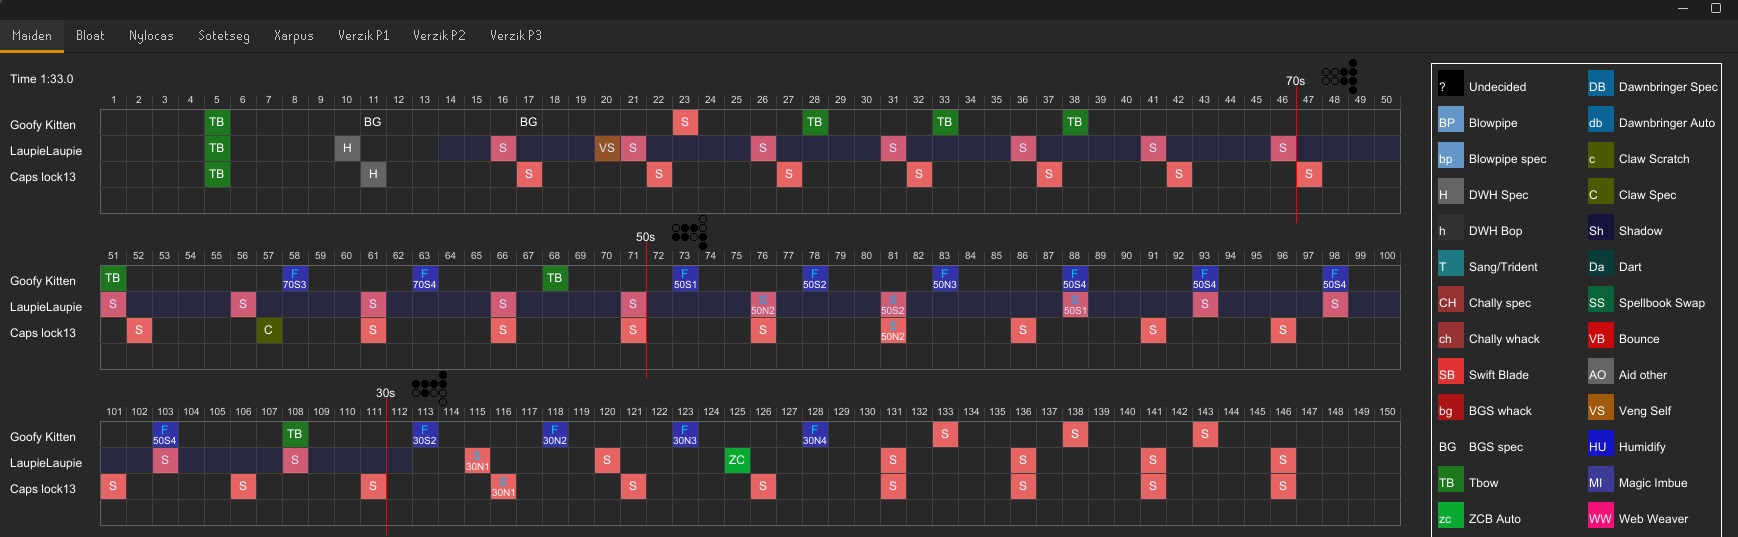 Maiden Bloat Nylocas Sotetseg Xarpus Verzik P1 Verzik P2 Verzik P3
Time 1:33.0
70s
1 2 3 4 5 6 7 8 9 10 11 12 13 14 15 16 17 18 19 20 21 22 23 24 25 26 27 28 29 30 31 32 33 34 35 36 37 38 39 40 41 42 43 44 45 46 47 48 49 50
Goofy Kitten TB BG BG S TB TB TB
LaupieLaupie TB H S VS S S S S S S
Caps lock13 TB H S S S S S S S
50s
51 52 53 54 55 56 57 58 59 60 61 62 63 64 65 66 67 68 69 70 71 72 73 74 75 76 77 78 79 80 81 82 83 84 85 86 87 88 89 90 91 92 93 94 95 96 97 98 99 100
Goofy Kitten TB F F TB F F F F F F
70S3 70S4 50S1 50S2 50N3 50S4 50S4 50S4
LaupieLaupie S S S S S S S
50N2 50S2 50S1
Caps lock13 S C S S S S S S S
50N2
30s
101 102 103 104 105 106 107 108 109 110 111 112 113 114 115 116 117 118 119 120 121 122 123 124 125 126 127 128 129 130 131 132 133 134 135 136 137 138 139 140 141 142 143 144 145 146 147 148 149 150
Goofy Kitten F TB F F F F S S S
50S4 30S2 30N2 30N3 30N4
LaupieLaupie S S S ZC S S S S
30N1
Caps lock13 S S S S S S S S S
30N1
? Undecided
BP Blowpipe
bp Blowpipe spec
H DWH Spec
h DWH Bop
T Sang/Trident
CH Chally spec
ch Chally whack
SB Swift Blade
bg BGS whack
BG BGS spec
TB Tbow
zc ZCB Auto
DB Dawnbringer Spec
db Dawnbringer Auto
c Claw Scratch
C Claw Spec
Sh Shadow
Da Dart
SS Spellbook Swap
VB Bounce
AO Aid other
VS Veng Self
HU Humidify
MI Magic Imbue
WW Web Weaver